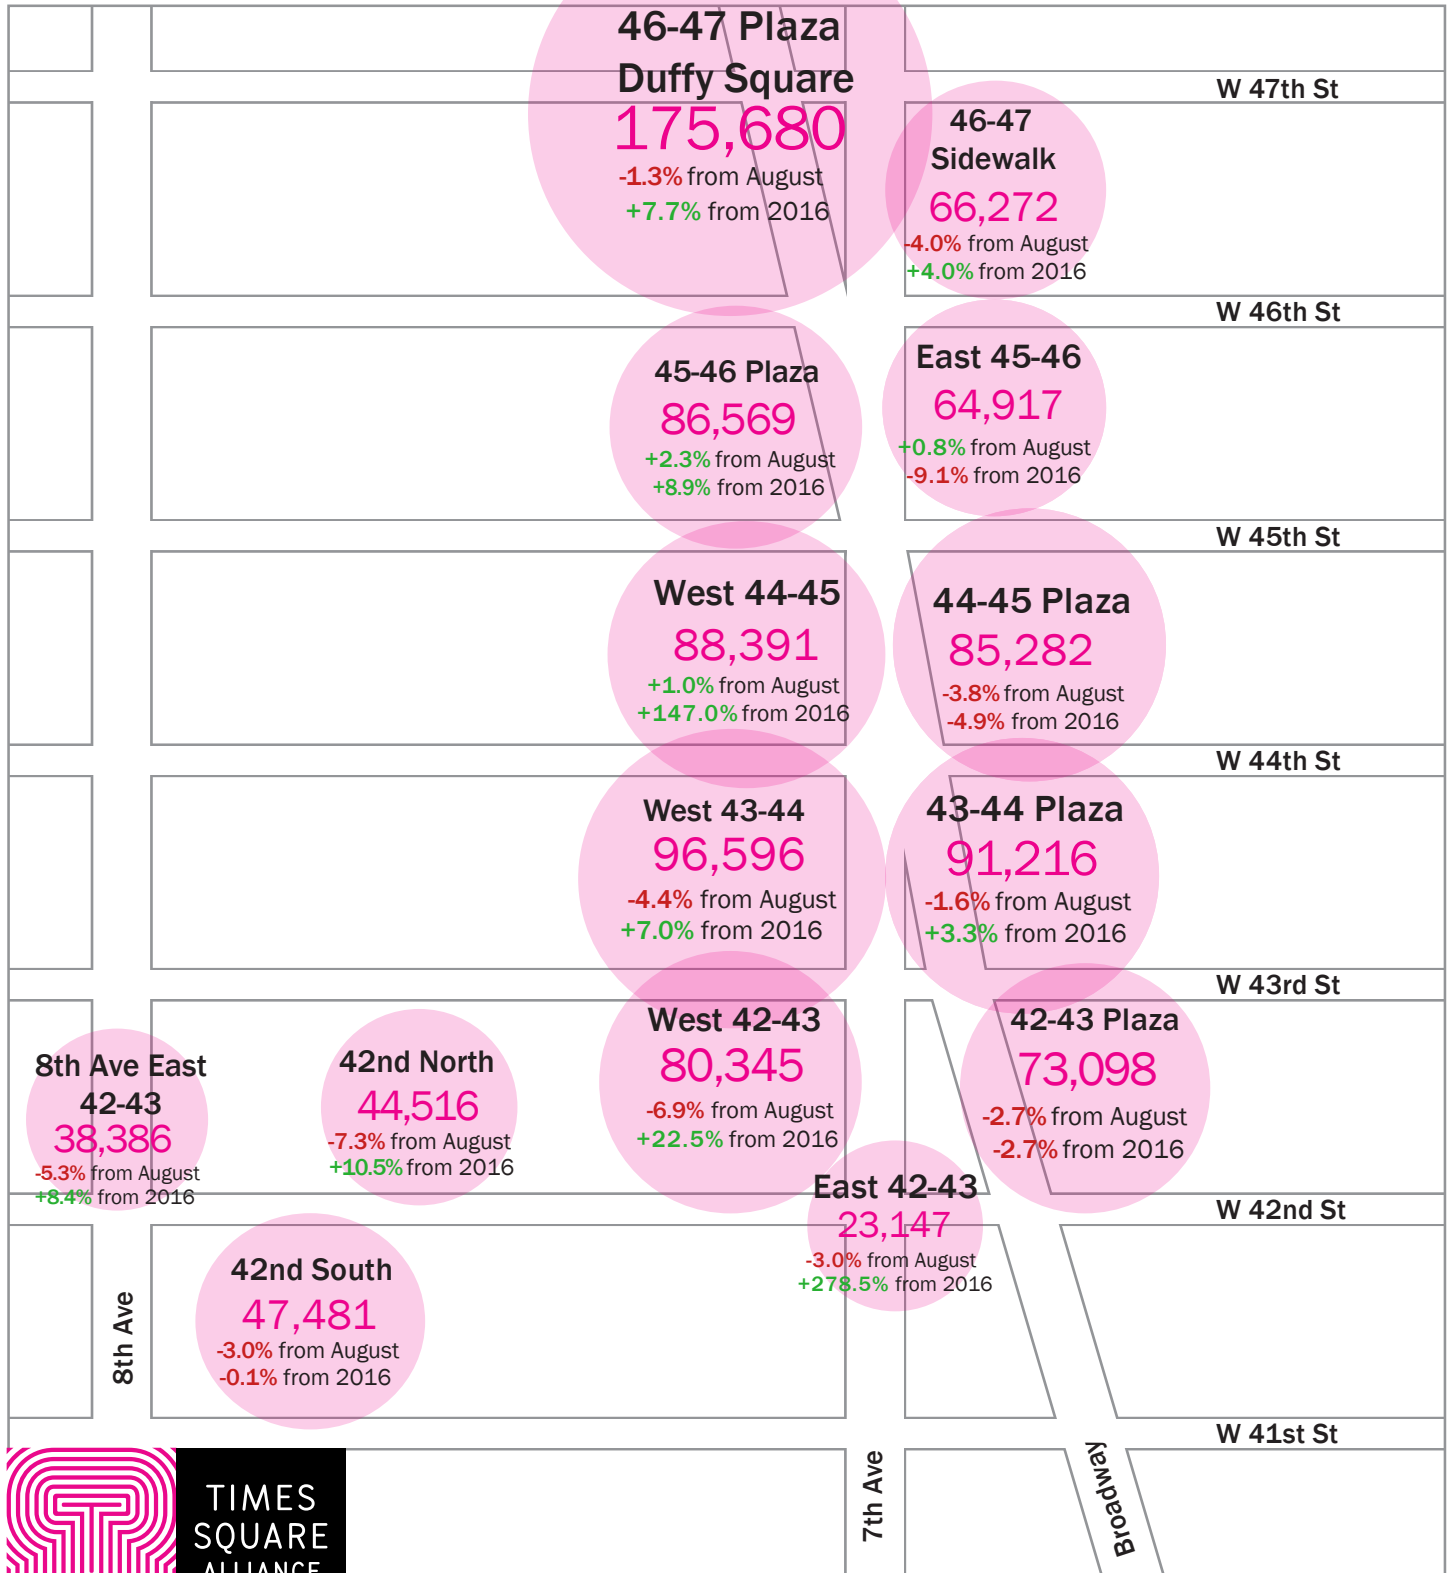 46-47 Plaza
Duffy Square
175,680
-1.3% from August
+7.7% from 2016
W 47th St
46-47
Sidewalk
66,272
-4.0% from August
+4.0% from 2016
W 46th St
45-46 Plaza
86,569
+2.3% from August
+8.9% from 2016
East 45-46
64,917
+0.8% from August
-9.1% from 2016
W 45th St
West 44-45
88,391
+1.0% from August
+147.0% from 2016
44-45 Plaza
85,282
-3.8% from August
-4.9% from 2016
W 44th St
West 43-44
96,596
-4.4% from August
+7.0% from 2016
43-44 Plaza
91,216
-1.6% from August
+3.3% from 2016
W 43rd St
8th Ave East
42-43
38,386
-5.3% from August
+8.4% from 2016
42nd North
44,516
-7.3% from August
+10.5% from 2016
West 42-43
80,345
-6.9% from August
+22.5% from 2016
42-43 Plaza
73,098
-2.7% from August
-2.7% from 2016
East 42-43
23,147
-3.0% from August
+278.5% from 2016
W 42nd St
42nd South
47,481
-3.0% from August
-0.1% from 2016
8th Ave
W 41st St
7th Ave
Broadway
TIMES
SQUARE
ALLIANCE